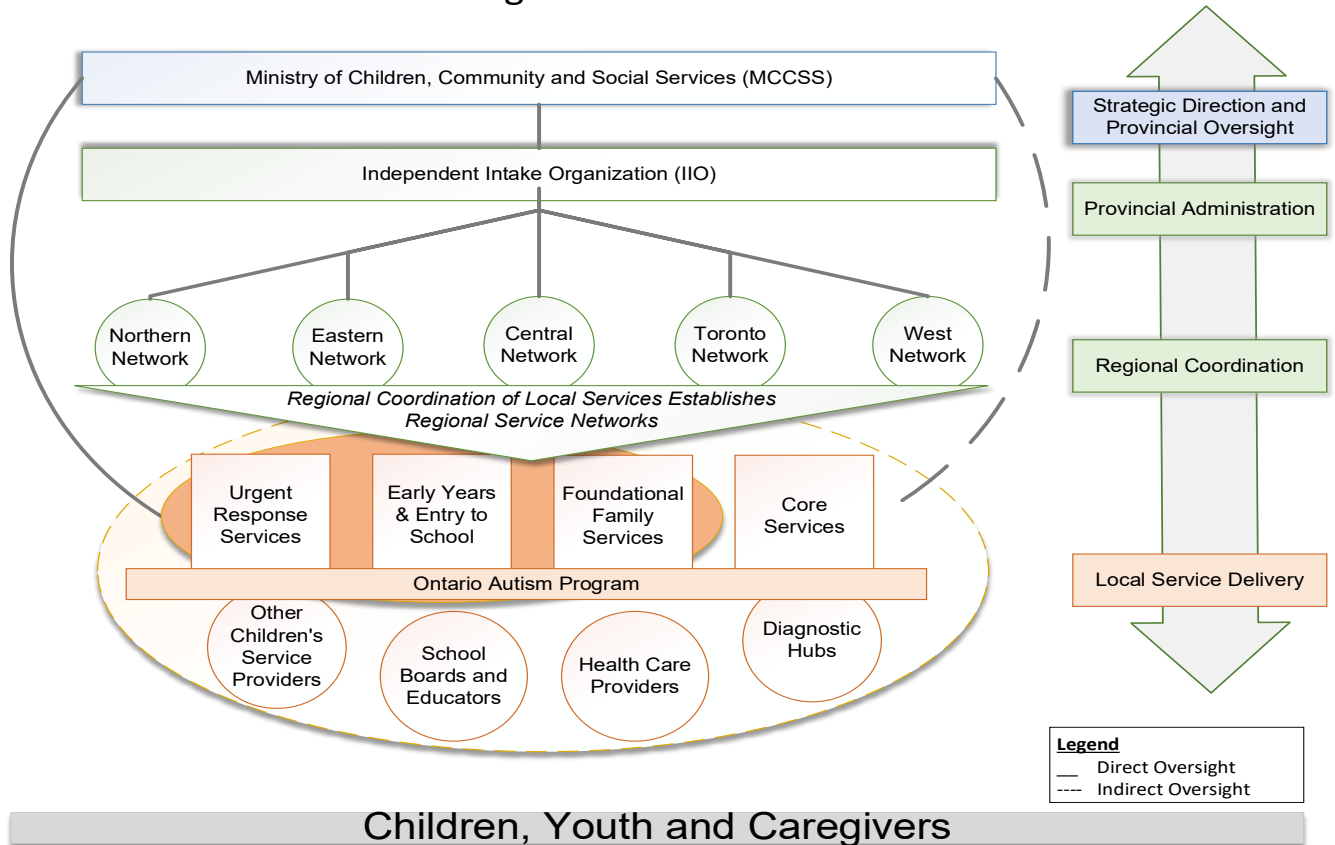 Ministry of Children, Community and Social Services (MCCSS)
Strategic Direction and
Provincial Oversight
Independent Intake Organization (IIO)
Provincial Administration
Northern
Network
Eastern
Network
Central
Network
Toronto
Network
West
Network
Regional Coordination
Regional Coordination of Local Services Establishes
Regional Service Networks
Urgent
Response
Services
Early Years
& Entry to
School
Foundational
Family
Services
Core
Services
Ontario Autism Program
Local Service Delivery
Other
Children's
Service
Providers
School
Boards and
Educators
Health Care
Providers
Diagnostic
Hubs
Legend
__ Direct Oversight
---- Indirect Oversight
Children, Youth and Caregivers